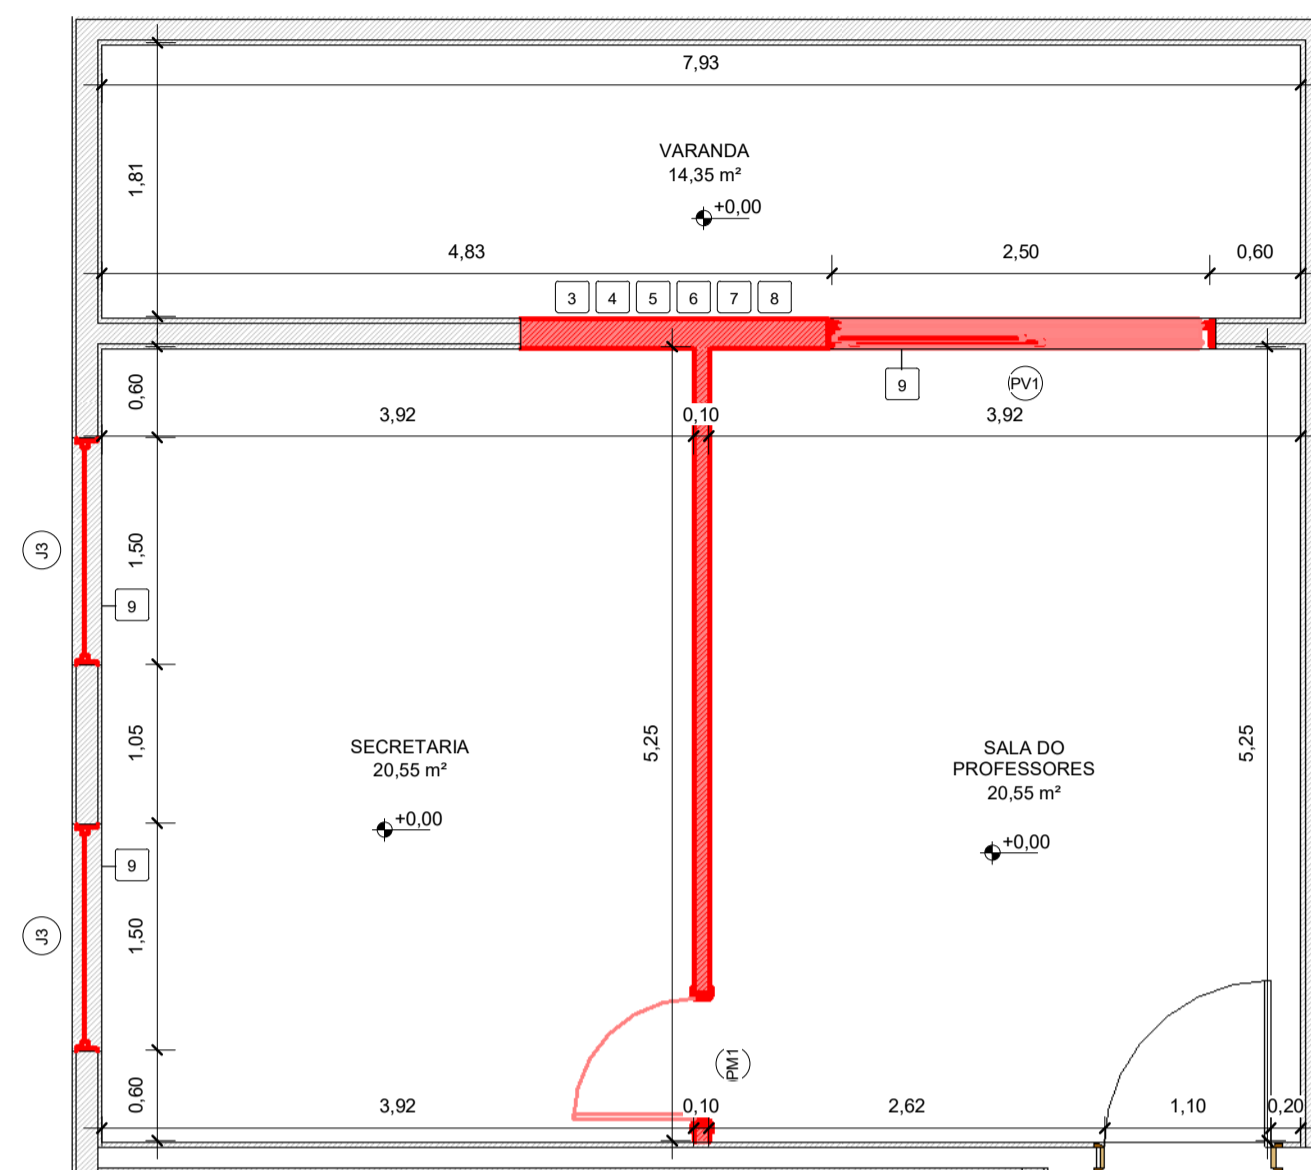 7,93
1,81
VARANDA
14,35 m²
+0,00
4,83
2,50
0,60
3
4
5
6
7
8
9
PV1
0,60
3,92
0,10
3,92
J3
1,50
9
1,05
SECRETARIA
20,55 m²
+0,00
5,25
SALA DO
PROFESSORES
20,55 m²
+0,00
5,25
9
J3
1,50
PM1
0,60
3,92
0,10
2,62
1,10
0,20